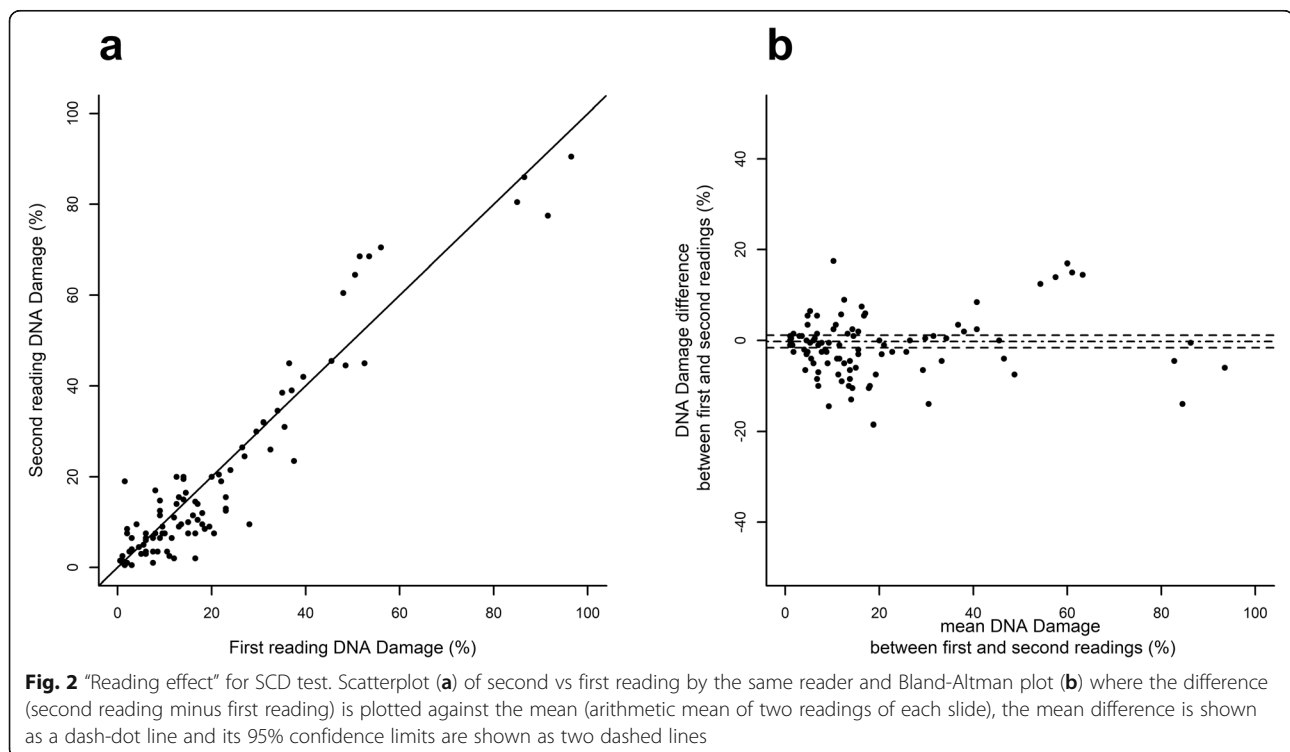 a
b
Second reading DNA Damage (%)
100
80
60
40
20
0
0 20 40 60 80 100
First reading DNA Damage (%)
DNA Damage difference
between first and second readings (%)
40
20
0
-20
-40
0 20 40 60 80 100
mean DNA Damage
between first and second readings (%)
Fig. 2 “Reading effect” for SCD test. Scatterplot (a) of second vs first reading by the same reader and Bland-Altman plot (b) where the difference
(second reading minus first reading) is plotted against the mean (arithmetic mean of two readings of each slide), the mean difference is shown
as a dash-dot line and its 95% confidence limits are shown as two dashed lines